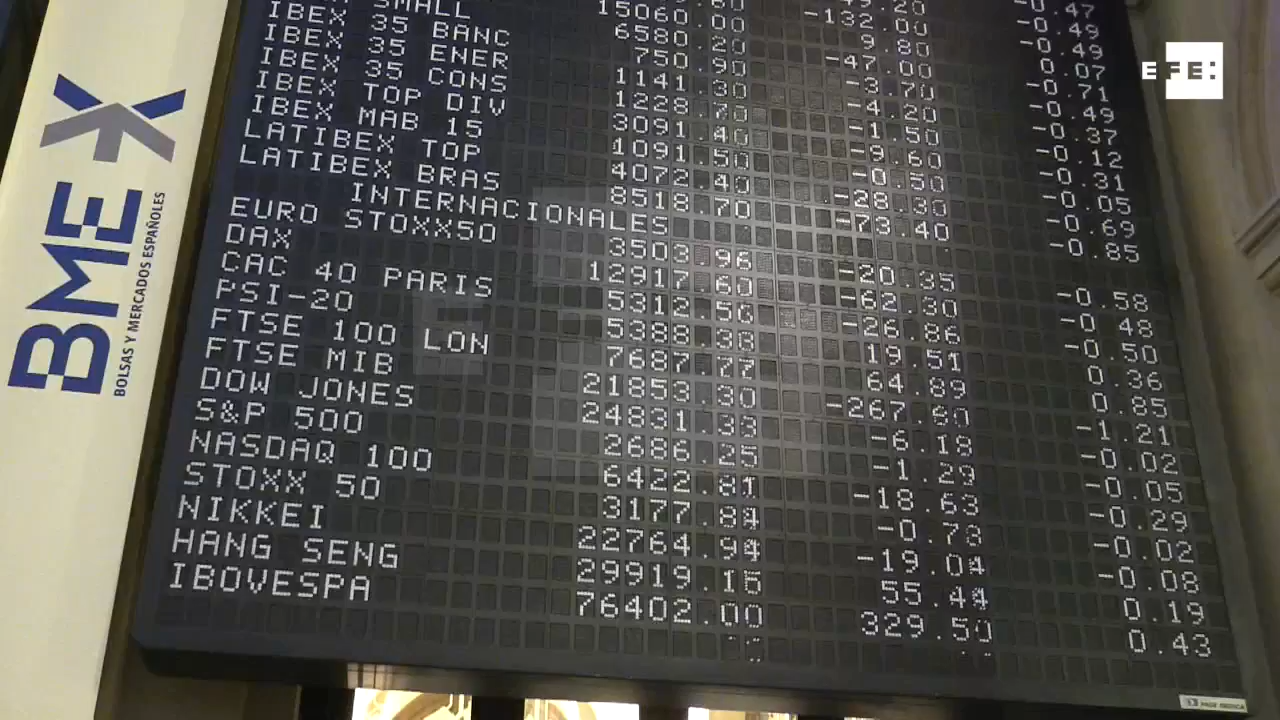 -0.47
-132.00 -0.49
15060.00 9.80 0.07
SMALL 6580.20 -47.00 -0.71
IBEX 35 BANC 750.90 -3.70 -0.49
IBEX 35 ENER 1141.30 -4.20 -0.37
IBEX 35 CONS 1228.70 -1.50 -0.12
IBEX TOP DIV 3091.40 -9.60 -0.31
IBEX MAB 15 1091.50 -0.50 -0.05
LATIBEX TOP 4072.40 -28.30 -0.69
LATIBEX BRAS 8518.70 -73.40 -0.85
INTERNACIONALES
EURO STOXX50 3503.96 -20.35 -0.58
DAX 12917.60 -62.30 -0.48
CAC 40 PARIS 5312.56 -26.86 -0.50
PSI-20 5388.38 19.51 0.36
FTSE 100 LON 7687.77 64.89 0.85
FTSE MIB 21853.30 -267.60 -1.21
DOW JONES 24831.33 -6.18 -0.02
S&P 500 2686.25 -1.29 -0.05
NASDAQ 100 6422.81 -18.63 -0.29
STOXX 50 3177.84 -0.78 -0.02
NIKKEI 22764.94 -19.04 -0.08
HANG SENG 29919.15 55.44 0.19
IBOVESPA 76402.00 329.50 0.43
BME X
BOLSAS Y MERCADOS ESPAÑOLES
EFE: